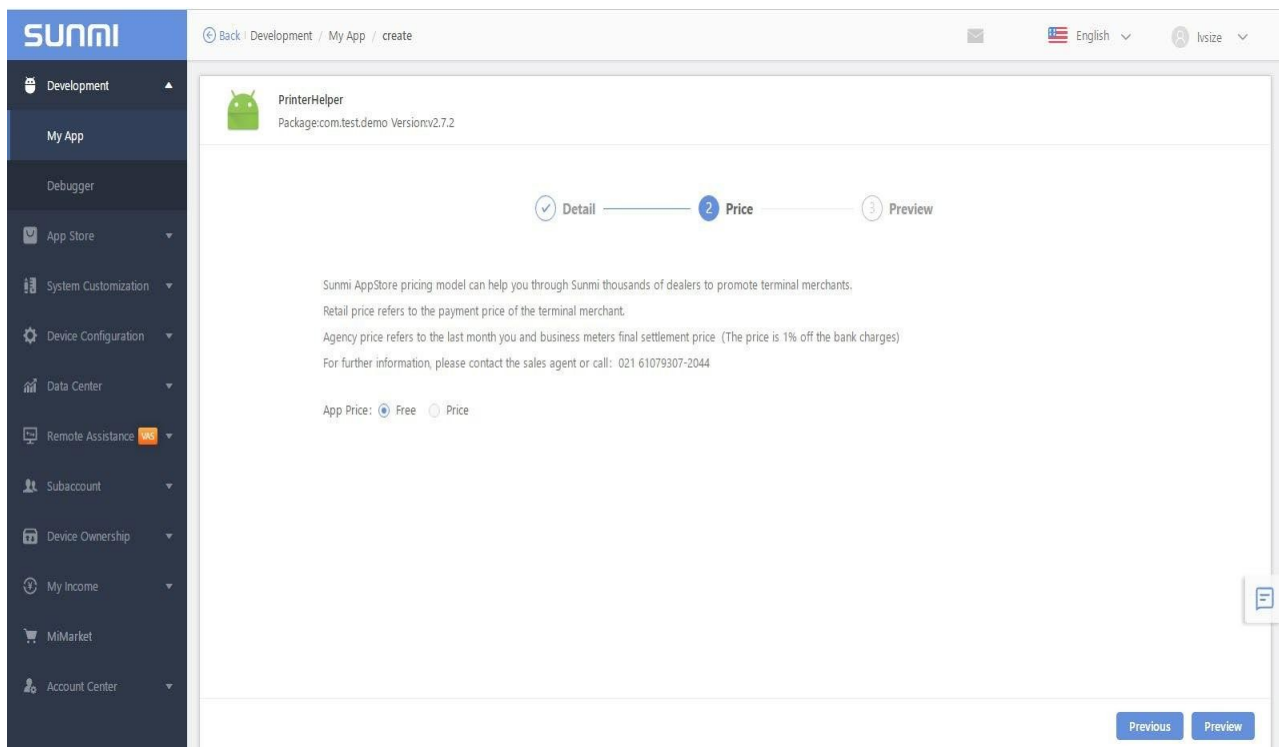 SUNMI
Back | Development / My App / create
English
lvsize
Development
My App
Debugger
App Store
System Customization
Device Configuration
Data Center
Remote Assistance VAS
Subaccount
Device Ownership
My Income
MiMarket
Account Center
PrinterHelper
Package:com.test.demo Version:v2.7.2
Detail 2 Price 3 Preview
Sunmi AppStore pricing model can help you through Sunmi thousands of dealers to promote terminal merchants.
Retail price refers to the payment price of the terminal merchant.
Agency price refers to the last month you and business meters final settlement price (The price is 1% off the bank charges)
For further information, please contact the sales agent or call: 021 61079307-2044
App Price: Free Price
Previous Preview